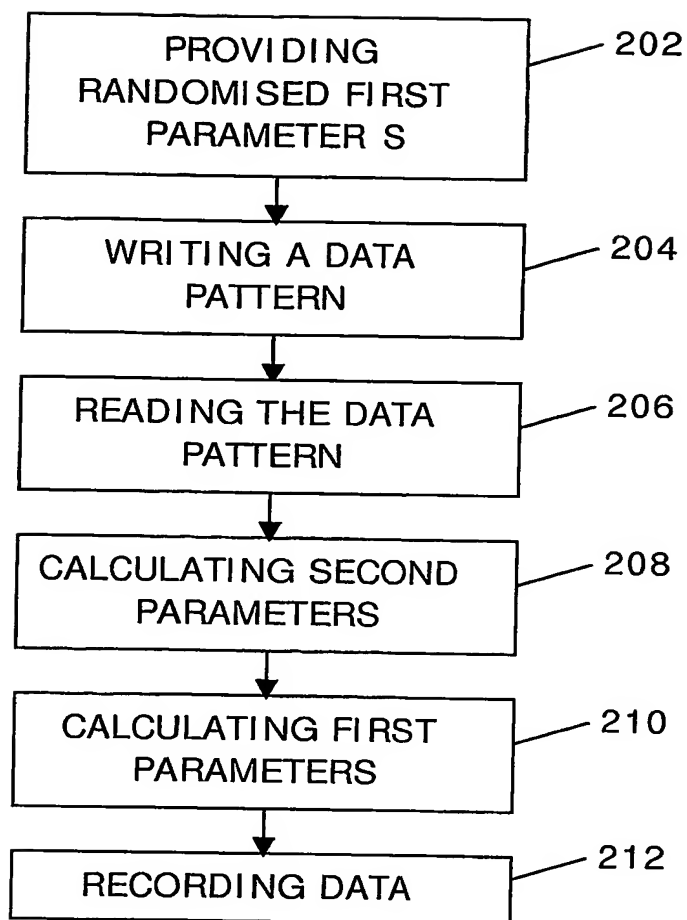 PROVIDING
RANDOMISED FIRST
PARAMETER S
202
WRITING A DATA
PATTERN
204
READING THE DATA
PATTERN
206
CALCULATING SECOND
PARAMETERS
208
CALCULATING FIRST
PARAMETERS
210
RECORDING DATA
212